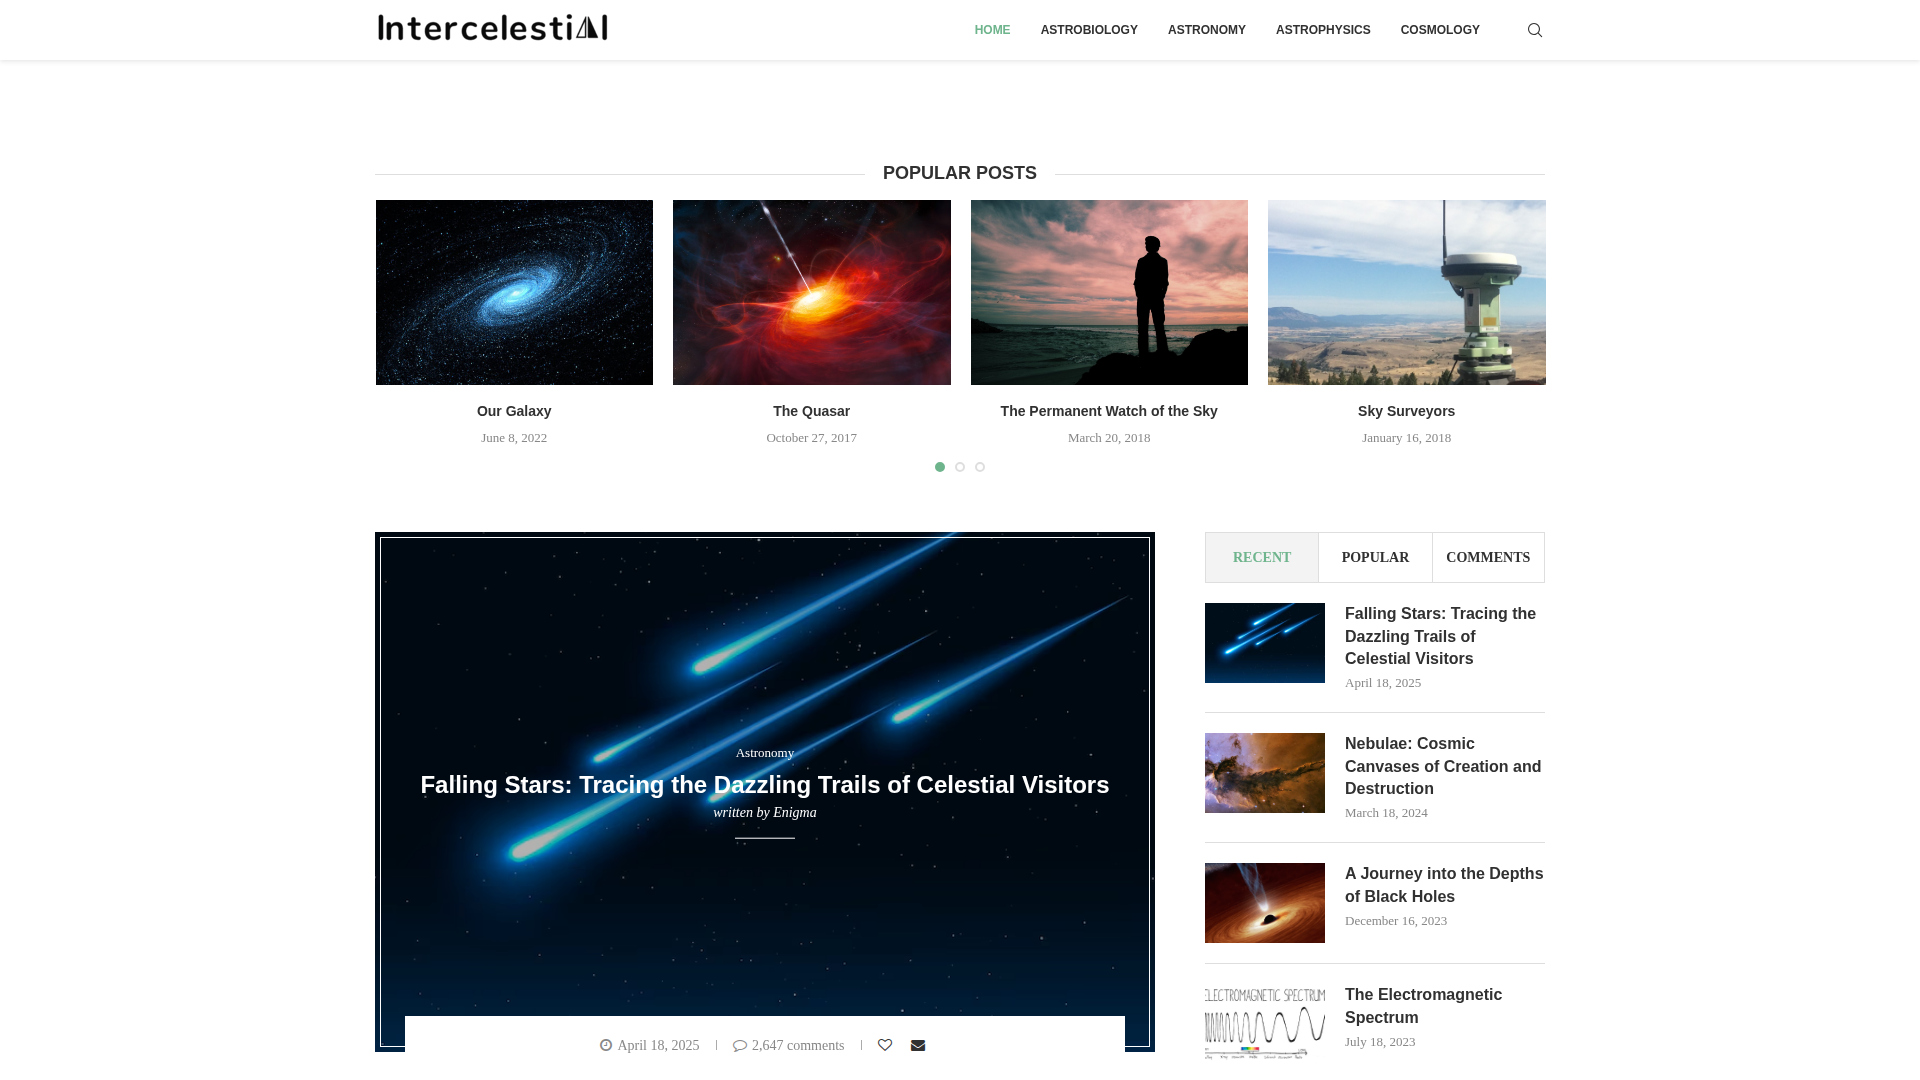 Intercelestial
HOME
ASTROBIOLOGY
ASTRONOMY
ASTROPHYSICS
COSMOLOGY
POPULAR POSTS
Our Galaxy
June 8, 2022
The Quasar
October 27, 2017
The Permanent Watch of the Sky
March 20, 2018
Sky Surveyors
January 16, 2018
Astronomy
Falling Stars: Tracing the Dazzling Trails of Celestial Visitors
written by Enigma
April 18, 2025
2,647 comments
RECENT
POPULAR
COMMENTS
Falling Stars: Tracing the
Dazzling Trails of
Celestial Visitors
April 18, 2025
Nebulae: Cosmic
Canvases of Creation and
Destruction
March 18, 2024
A Journey into the Depths
of Black Holes
December 16, 2023
ELECTROMAGNETIC SPECTRUM
The Electromagnetic
Spectrum
July 18, 2023